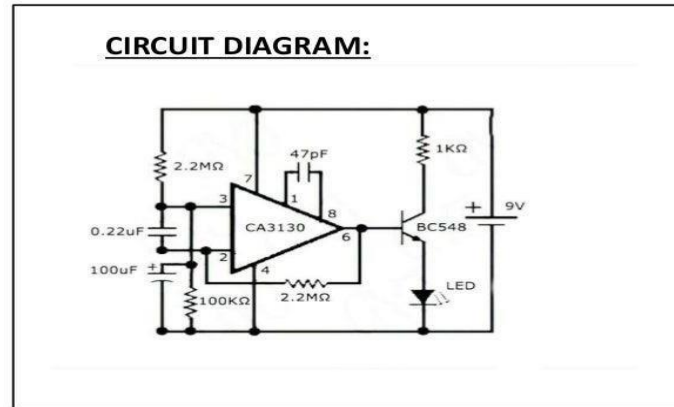 CIRCUIT DIAGRAM:
47pF
1KΩ
2.2MΩ
7
1
9V
3
8
CA3130
BC548
0.22uF
6
2
100uF
4
LED
100KΩ
2.2MΩ